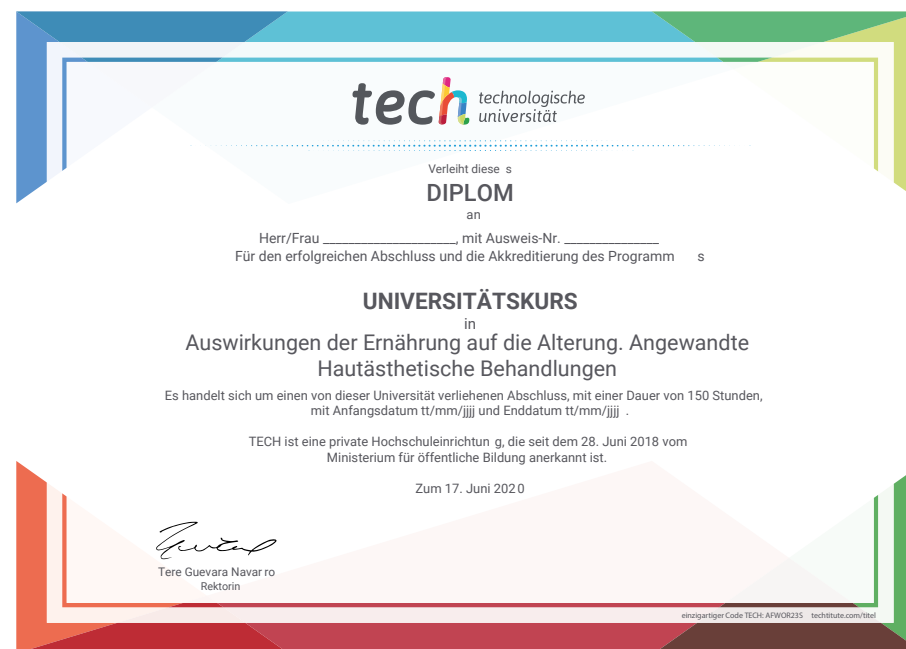 tech technologische
universität
Verleiht diese s
DIPLOM
an
Herr/Frau ____________________, mit Ausweis-Nr. ______________
Für den erfolgreichen Abschluss und die Akkreditierung des Programm s
UNIVERSITÄTSKURS
in
Auswirkungen der Ernährung auf die Alterung. Angewandte
Hautästhetische Behandlungen
Es handelt sich um einen von dieser Universität verliehenen Abschluss, mit einer Dauer von 150 Stunden,
mit Anfangsdatum tt/mm/jjjj und Enddatum tt/mm/jjjj .
TECH ist eine private Hochschuleinrichtun g, die seit dem 28. Juni 2018 vom
Ministerium für öffentliche Bildung anerkannt ist.
Zum 17. Juni 2020
Tere Guevara Navar ro
Rektorin
einzigartiger Code TECH: AFWOR23S techtitute.com/titel